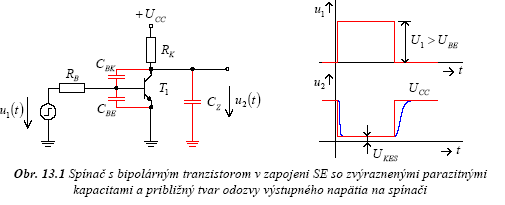 + U_CC
R_K
C_BK
R_B
T_1
C_BE
C_Z
u_1(t)
u_2(t)
u_1
U_1 > U_BE
t
u_2
U_CC
U_KES
t
Obr. 13.1 Spínač s bipolárným tranzistorom v zapojení SE so zvýraznenými parazitnými
kapacitami a približný tvar odozvy výstupného napätia na spínači